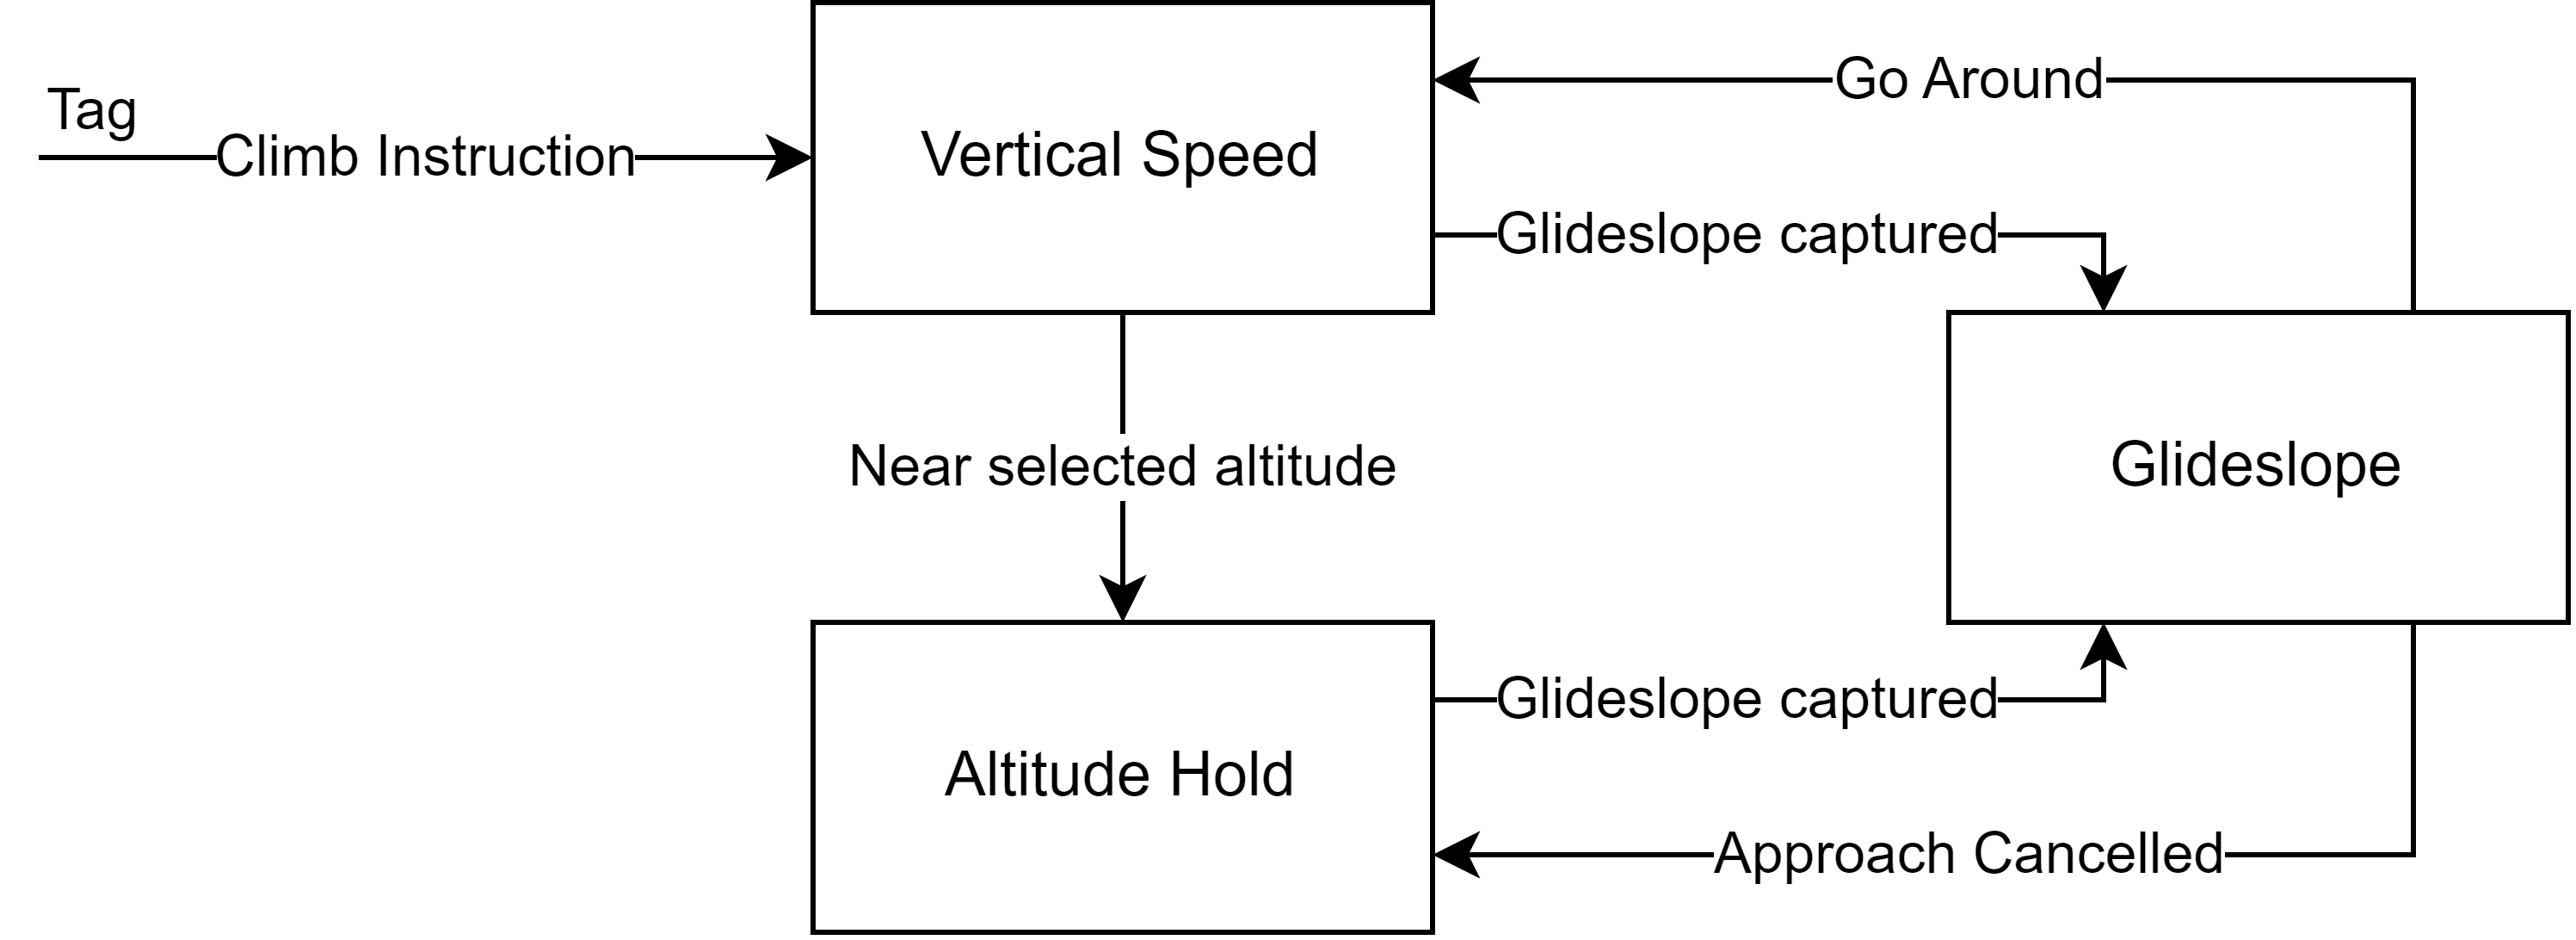 Go Around
Tag
Climb Instruction
Vertical Speed
Glideslope captured
Near selected altitude
Glideslope
Glideslope captured
Altitude Hold
Approach Cancelled